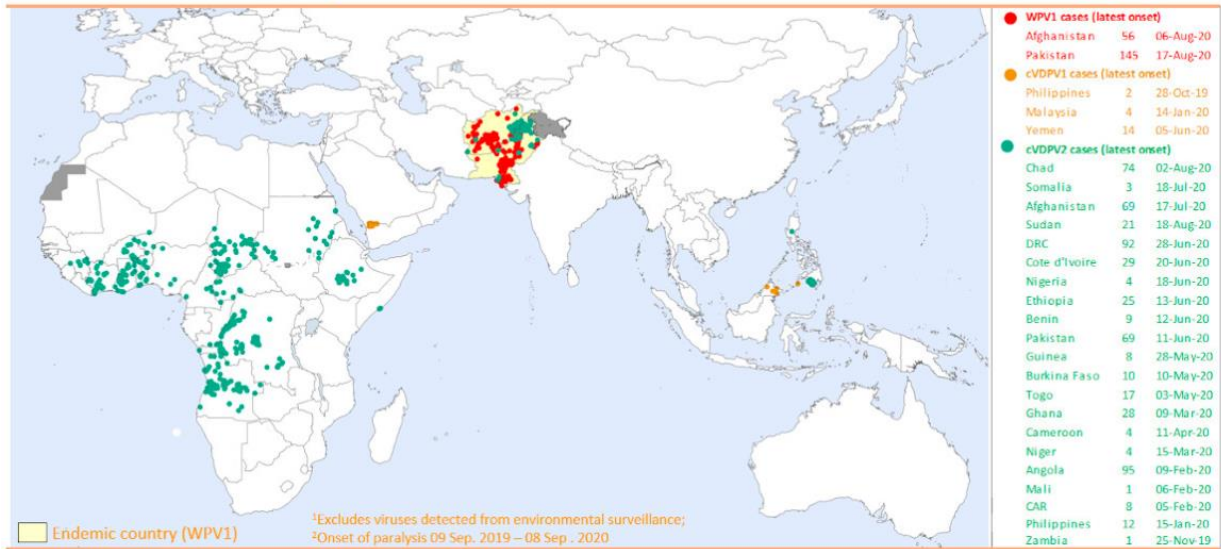 WPV1 cases (latest onset)
Afghanistan 56 06-Aug-20
Pakistan 145 17-Aug-20
cVDPV1 cases (latest onset)
Philippines 2 28-Oct-19
Malaysia 4 14-Jan-20
Yemen 14 05-Jun-20
cVDPV2 cases (latest onset)
Chad 74 02-Aug-20
Somalia 3 18-Jul-20
Afghanistan 69 17-Jul-20
Sudan 21 18-Aug-20
DRC 92 28-Jun-20
Cote d'Ivoire 29 20-Jun-20
Nigeria 4 18-Jun-20
Ethiopia 25 13-Jun-20
Benin 9 12-Jun-20
Pakistan 69 11-Jun-20
Guinea 8 28-May-20
Burkina Faso 10 10-May-20
Togo 17 03-May-20
Ghana 28 09-Mar-20
Cameroon 4 11-Apr-20
Niger 4 15-Mar-20
Angola 95 09-Feb-20
Mali 1 06-Feb-20
CAR 8 05-Feb-20
Philippines 12 15-Jan-20
Zambia 1 25-Nov-19
Endemic country (WPV1)
¹Excludes viruses detected from environmental surveillance;
²Onset of paralysis 09 Sep. 2019 – 08 Sep . 2020